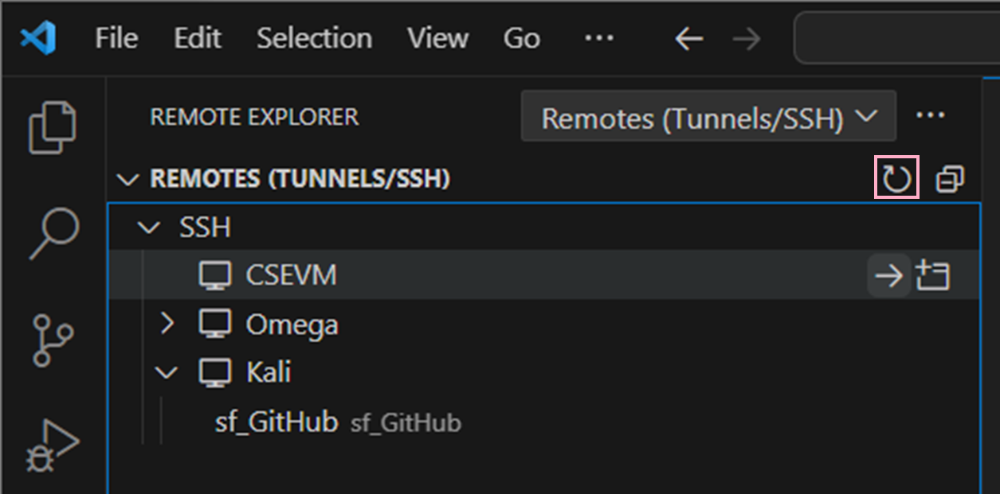 File Edit Selection View Go ···
REMOTE EXPLORER Remotes (Tunnels/SSH) ···
REMOTES (TUNNELS/SSH)
SSH
CSEVM
Omega
Kali
sf_GitHub sf_GitHub